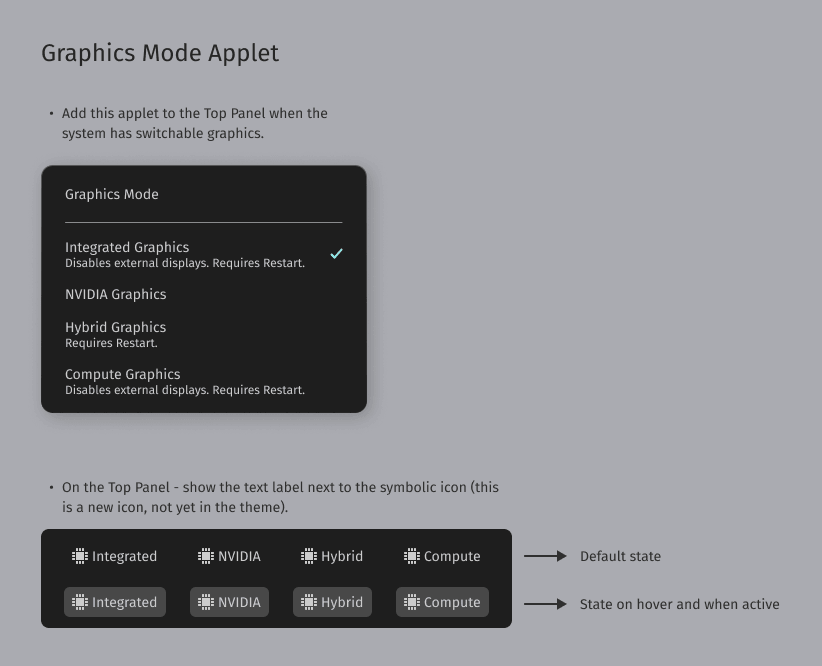 Graphics Mode Applet
• Add this applet to the Top Panel when the
system has switchable graphics.
Graphics Mode
Integrated Graphics
Disables external displays. Requires Restart.
NVIDIA Graphics
Hybrid Graphics
Requires Restart.
Compute Graphics
Disables external displays. Requires Restart.
• On the Top Panel - show the text label next to the symbolic icon (this
is a new icon, not yet in the theme).
Integrated NVIDIA Hybrid Compute Default state
Integrated NVIDIA Hybrid Compute State on hover and when active